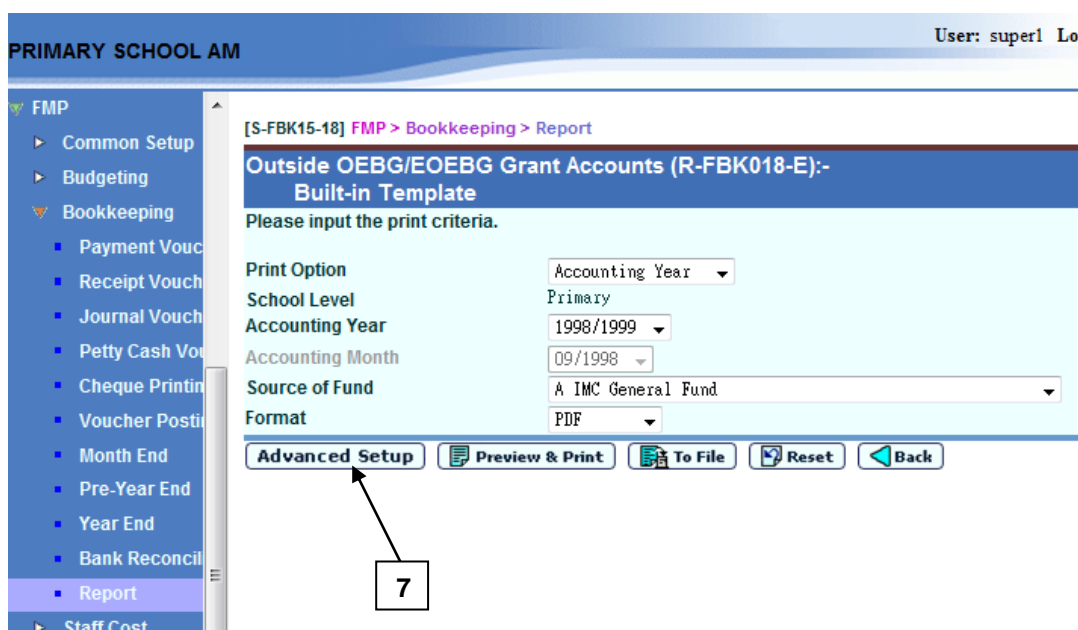 User: super1 Lo
PRIMARY SCHOOL AM
FMP
Common Setup
Budgeting
Bookkeeping
Payment Vouc
Receipt Vouch
Journal Vouch
Petty Cash Vou
Cheque Printin
Voucher Postin
Month End
Pre-Year End
Year End
Bank Reconcil
Report
Staff Cost
[S-FBK15-18] FMP > Bookkeeping > Report
Outside OEBG/EOEBG Grant Accounts (R-FBK018-E):-
Built-in Template
Please input the print criteria.
Print Option Accounting Year
School Level Primary
Accounting Year 1998/1999
Accounting Month 09/1998
Source of Fund A IMC General Fund
Format PDF
Advanced Setup Preview & Print To File Reset Back
7